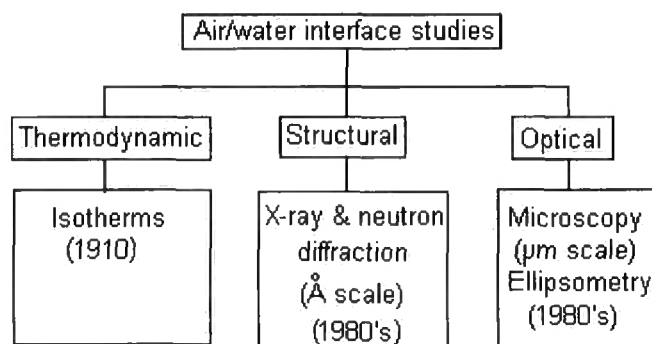 Air/water interface studies
Thermodynamic
Structural
Optical
Isotherms
(1910)
X-ray & neutron
diffraction
(Å scale)
(1980's)
Microscopy
(µm scale)
Ellipsometry
(1980's)